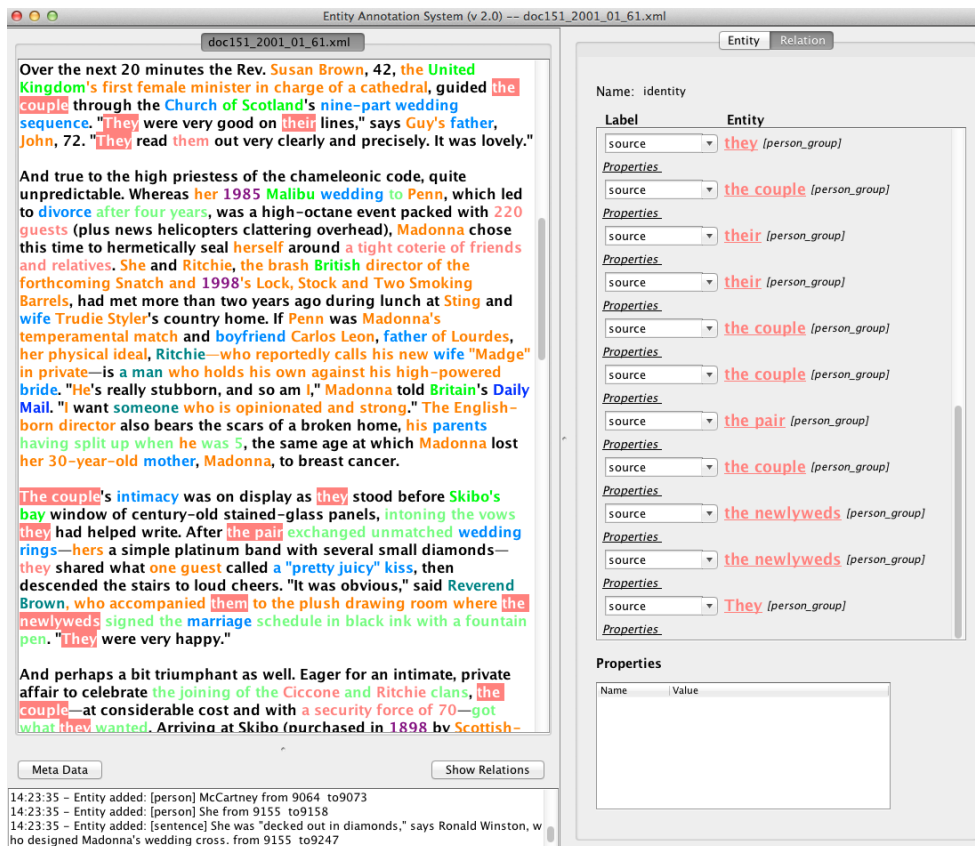 Entity Annotation System (v 2.0) -- doc151_2001_01_61.xml
doc151_2001_01_61.xml
Over the next 20 minutes the Rev. Susan Brown, 42, the United
Kingdom's first female minister in charge of a cathedral, guided the
couple through the Church of Scotland's nine-part wedding
sequence. "They were very good on their lines," says Guy's father,
John, 72. "They read them out very clearly and precisely. It was lovely."
And true to the high priestess of the chameleonic code, quite
unpredictable. Whereas her 1985 Malibu wedding to Penn, which led
to divorce after four years, was a high-octane event packed with 220
guests (plus news helicopters clattering overhead), Madonna chose
this time to hermetically seal herself around a tight coterie of friends
and relatives. She and Ritchie, the brash British director of the
forthcoming Snatch and 1998's Lock, Stock and Two Smoking
Barrels, had met more than two years ago during lunch at Sting and
wife Trudie Styler's country home. If Penn was Madonna's
temperamental match and boyfriend Carlos Leon, father of Lourdes,
her physical ideal, Ritchie—who reportedly calls his new wife "Madge"
in private—is a man who holds his own against his high-powered
bride. "He's really stubborn, and so am I," Madonna told Britain's Daily
Mail. "I want someone who is opinionated and strong." The English-
born director also bears the scars of a broken home, his parents
having split up when he was 5, the same age at which Madonna lost
her 30-year-old mother, Madonna, to breast cancer.
The couple's intimacy was on display as they stood before Skibo's
bay window of century-old stained-glass panels, intoning the vows
they had helped write. After the pair exchanged unmatched wedding
rings—hers a simple platinum band with several small diamonds—
they shared what one guest called a "pretty juicy" kiss, then
descended the stairs to loud cheers. "It was obvious," said Reverend
Brown, who accompanied them to the plush drawing room where the
newlyweds signed the marriage schedule in black ink with a fountain
pen. "They were very happy."
And perhaps a bit triumphant as well. Eager for an intimate, private
affair to celebrate the joining of the Ciccone and Ritchie clans, the
couple—at considerable cost and with a security force of 70—got
what they wanted. Arriving at Skibo (purchased in 1898 by Scottish-
Meta Data
Show Relations
14:23:35 – Entity added: [person] McCartney from 9064 to9073
14:23:35 – Entity added: [person] She from 9155 to9158
14:23:35 – Entity added: [sentence] She was "decked out in diamonds," says Ronald Winston, w
ho designed Madonna's wedding cross. from 9155 to9247
Entity Relation
Name: identity
Label Entity
source they [person_group]
Properties
source the couple [person_group]
Properties
source their [person_group]
Properties
source their [person_group]
Properties
source the couple [person_group]
Properties
source the couple [person_group]
Properties
source the pair [person_group]
Properties
source the couple [person_group]
Properties
source the newlyweds [person_group]
Properties
source the newlyweds [person_group]
Properties
source They [person_group]
Properties
Properties
Name Value